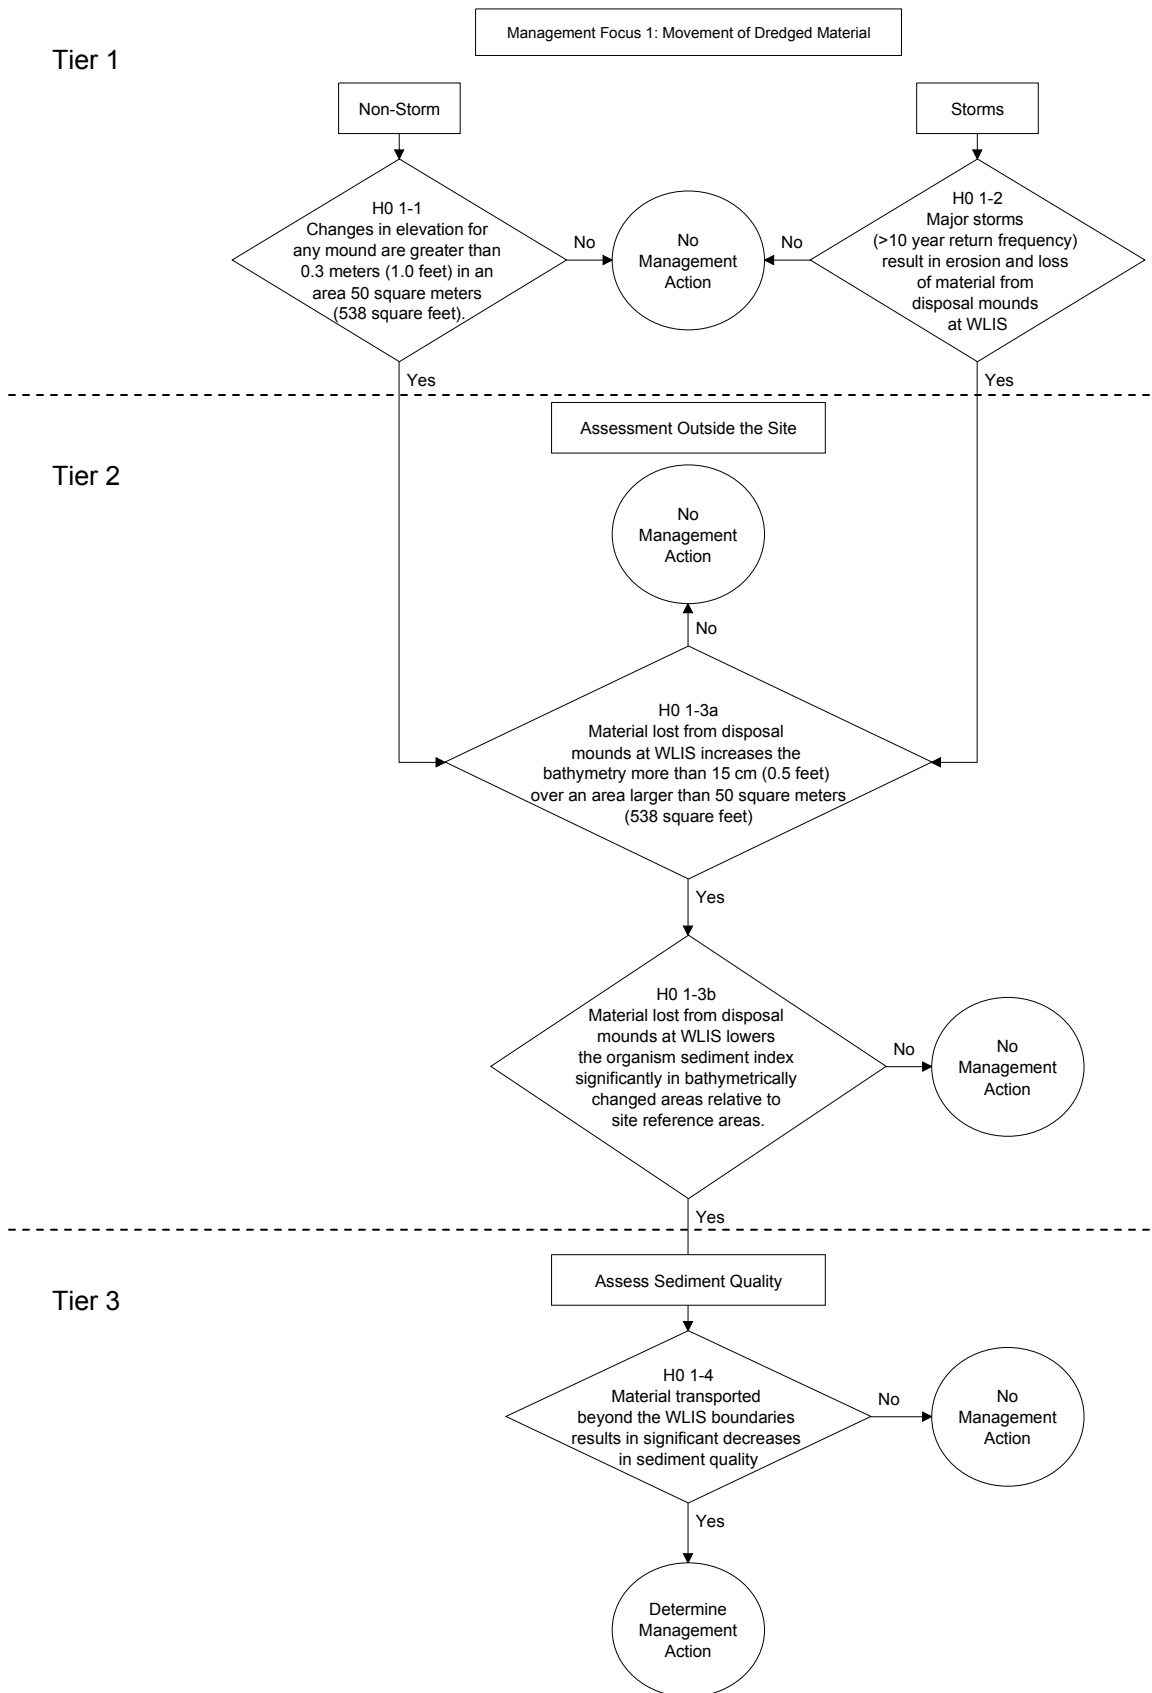 Management Focus 1: Movement of Dredged Material
Tier 1
Non-Storm
Storms
H0 1-1
Changes in elevation for
any mound are greater than
0.3 meters (1.0 feet) in an
area 50 square meters
(538 square feet).
No
No
Management
Action
No
H0 1-2
Major storms
(>10 year return frequency)
result in erosion and loss
of material from
disposal mounds
at WLIS
Yes
Yes
Assessment Outside the Site
Tier 2
No
Management
Action
No
H0 1-3a
Material lost from disposal
mounds at WLIS increases the
bathymetry more than 15 cm (0.5 feet)
over an area larger than 50 square meters
(538 square feet)
Yes
H0 1-3b
Material lost from disposal
mounds at WLIS lowers
the organism sediment index
significantly in bathymetrically
changed areas relative to
site reference areas.
No
No
Management
Action
Yes
Assess Sediment Quality
Tier 3
H0 1-4
Material transported
beyond the WLIS boundaries
results in significant decreases
in sediment quality
No
No
Management
Action
Yes
Determine
Management
Action